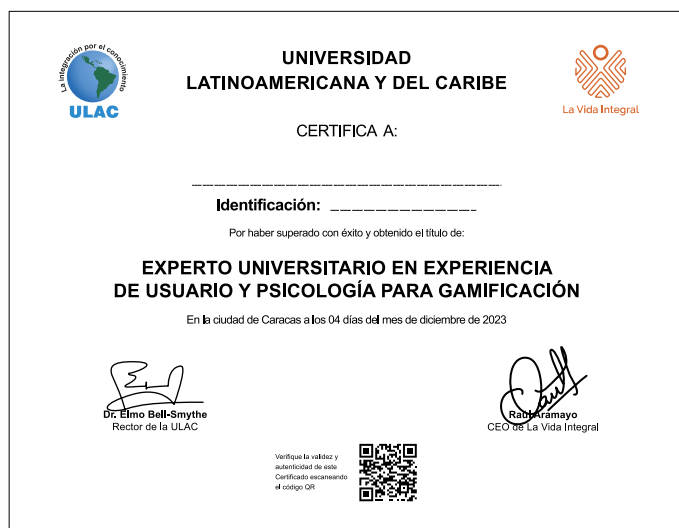 La integración por el conocimiento
ULAC
UNIVERSIDAD
LATINOAMERICANA Y DEL CARIBE
La Vida Integral
CERTIFICA A:
Identificación:
Por haber superado con éxito y obtenido el título de:
EXPERTO UNIVERSITARIO EN EXPERIENCIA
DE USUARIO Y PSICOLOGÍA PARA GAMIFICACIÓN
En la ciudad de Caracas a los 04 días del mes de diciembre de 2023
Dr. Elmo Bell-Smythe
Rector de la ULAC
Raúl Aramayo
CEO de La Vida Integral
Verifique la validez y
autenticidad de este
Certificado escaneando
el código QR